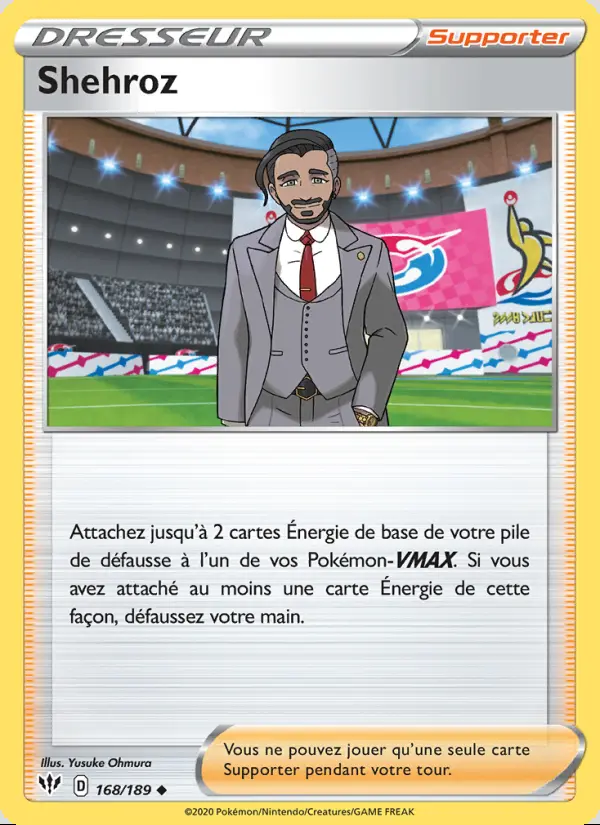 DRESSEUR
Supporter
Shehroz
Attachez jusqu'à 2 cartes Énergie de base de votre pile
de défausse à l'un de vos Pokémon-VMAX. Si vous
avez attaché au moins une carte Énergie de cette
façon, défaussez votre main.
Vous ne pouvez jouer qu'une seule carte
Supporter pendant votre tour.
Illus. Yusuke Ohmura
D 168/189
©2020 Pokémon/Nintendo/Creatures/GAME FREAK